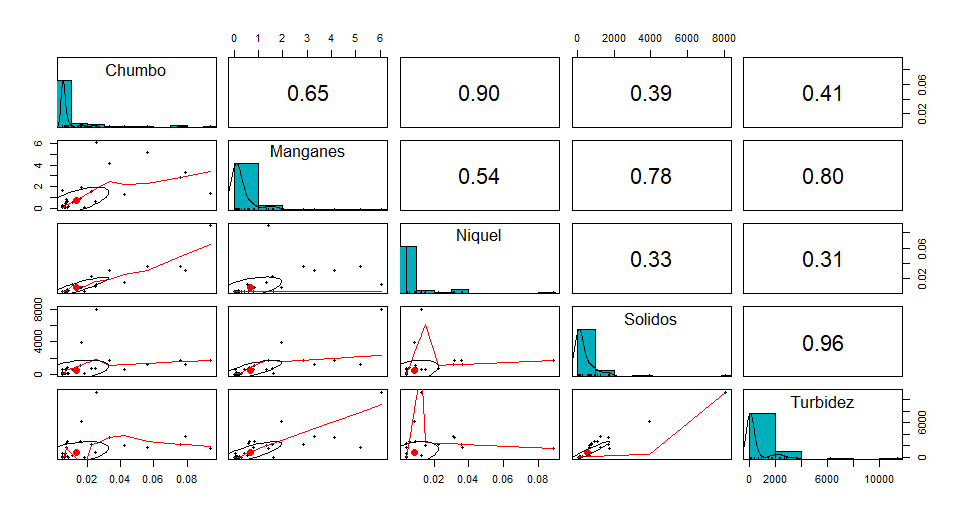 0 1 2 3 4 5 6 0 2000 4000 8000
Chumbo 0.65 0.90 0.39 0.41 0.02 0.06
0 2 4 6 Manganes 0.54 0.78 0.80
Niquel 0.33 0.31 0.02 0.06
0 4000 8000 Solidos 0.96
Turbidez 0 6000
0.02 0.04 0.06 0.08 0.02 0.04 0.06 0.08 0 2000 6000 10000